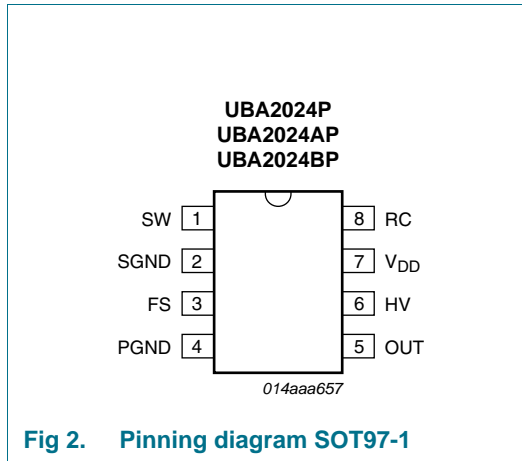 UBA2024P
UBA2024AP
UBA2024BP
SW 1 8 RC
SGND 2 7 VDD
FS 3 6 HV
PGND 4 5 OUT
014aaa657
Fig 2. Pinning diagram SOT97-1